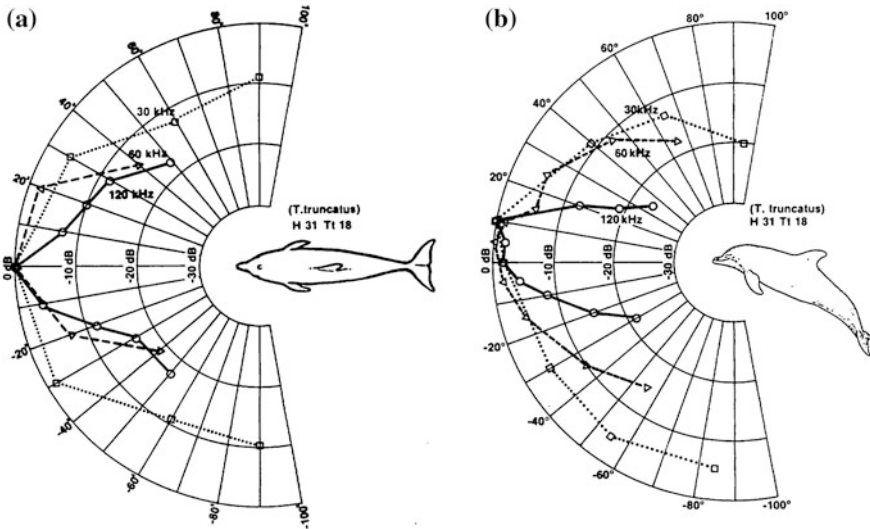 (a)
100°
80°
60°
40°
20°
30 kHz
60 kHz
120 kHz
(T.truncatus)
H 31 Tt 18
0 dB
-10 dB
-20 dB
-30 dB
-20°
-40°
-60°
-80°
-100°
(b)
100°
80°
60°
40°
20°
0°
30kHz
60 kHz
120 kHz
(T. truncatus)
H 31 Tt 18
0 dB
-10 dB
-20 dB
-30 dB
-20°
-40°
-60°
-80°
-100°